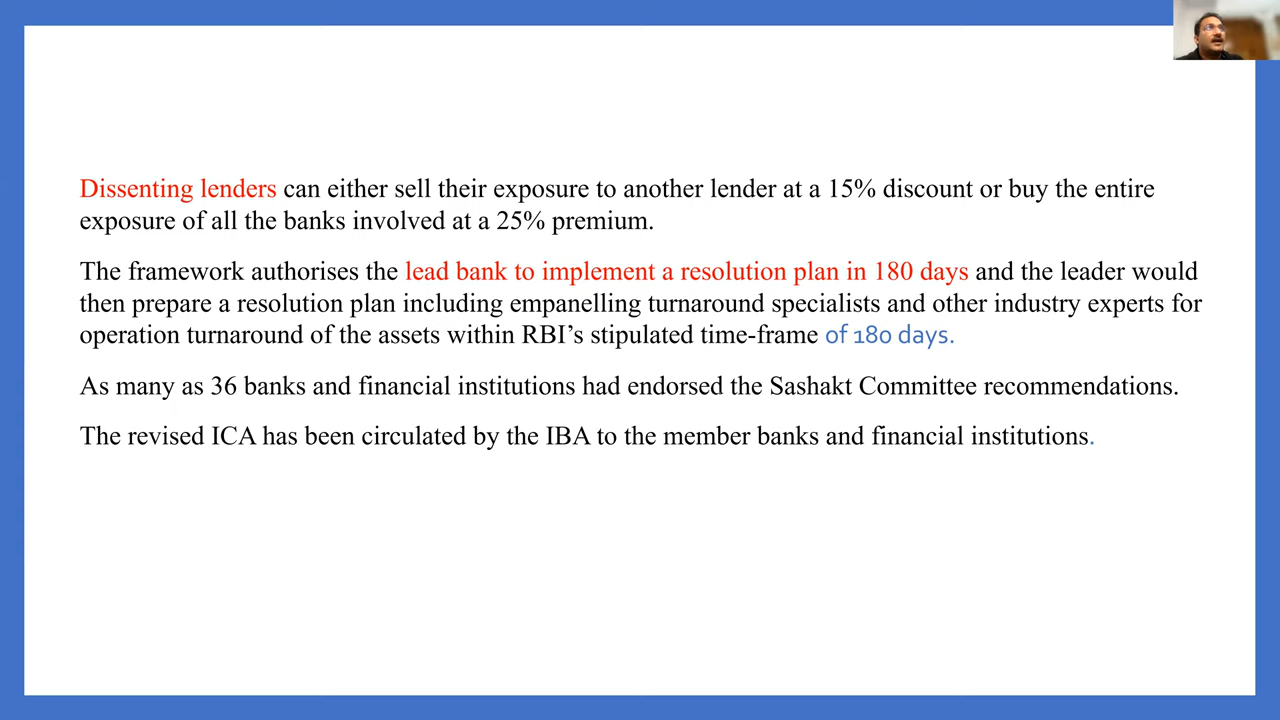 Dissenting lenders can either sell their exposure to another lender at a 15% discount or buy the entire
exposure of all the banks involved at a 25% premium.
The framework authorises the lead bank to implement a resolution plan in 180 days and the leader would
then prepare a resolution plan including empanelling turnaround specialists and other industry experts for
operation turnaround of the assets within RBI’s stipulated time-frame of 180 days.
As many as 36 banks and financial institutions had endorsed the Sashakt Committee recommendations.
The revised ICA has been circulated by the IBA to the member banks and financial institutions.